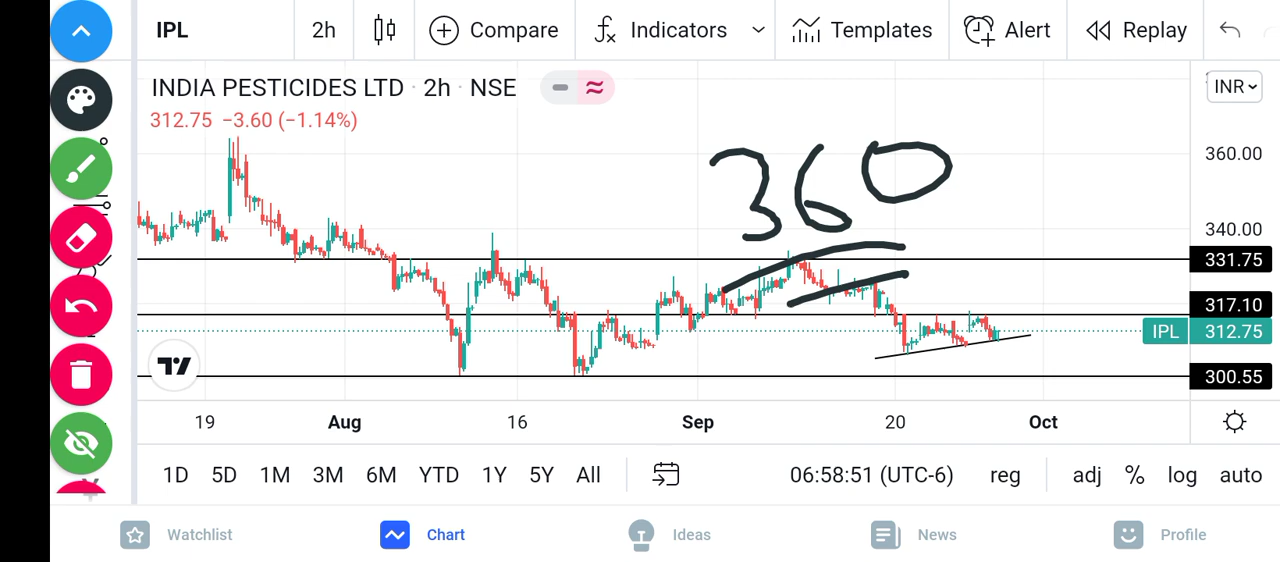 IPL 2h Compare Indicators Templates Alert Replay
INDIA PESTICIDES LTD · 2h · NSE
INR
312.75 −3.60 (−1.14%)
360
360.00
340.00
331.75
317.10
IPL 312.75
300.55
19 Aug 16 Sep 20 Oct
1D 5D 1M 3M 6M YTD 1Y 5Y All 06:58:51 (UTC-6) reg adj % log auto
Watchlist Chart Ideas News Profile